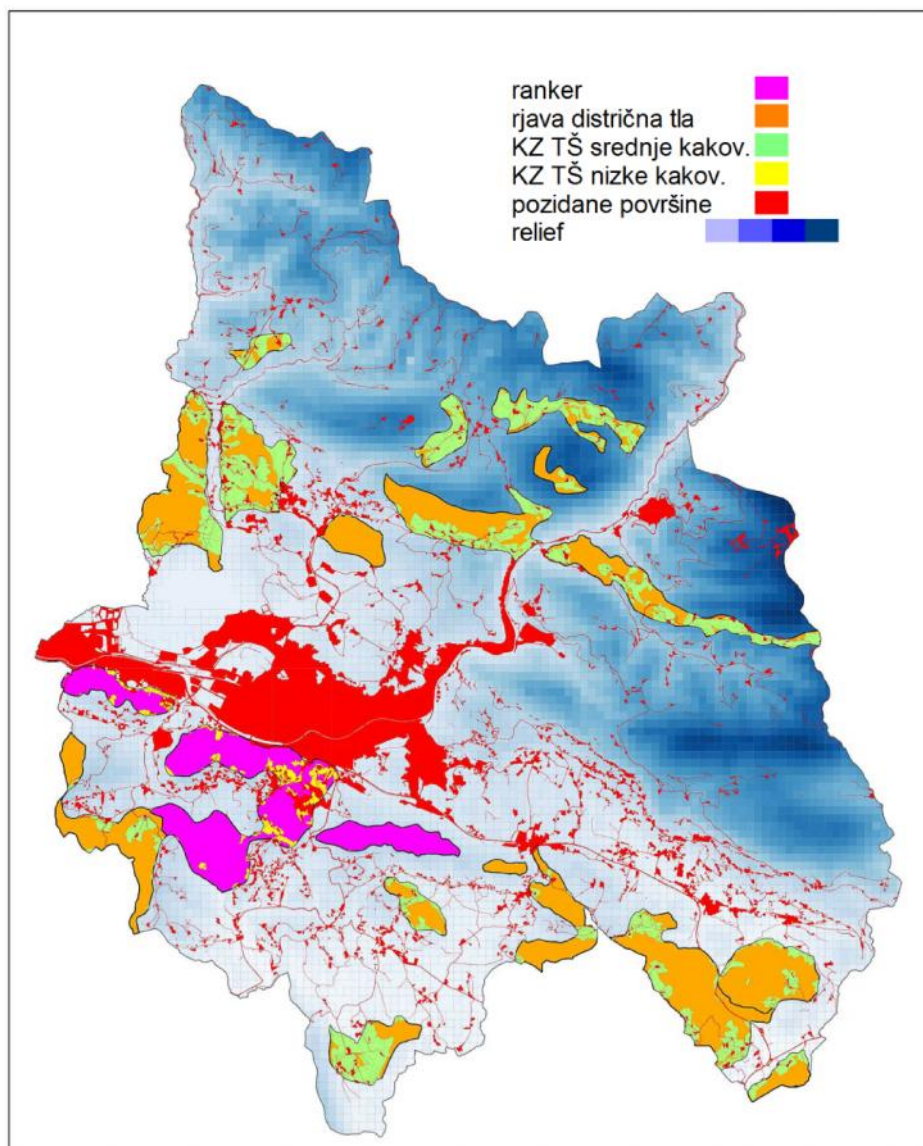 ranker
rjava distrična tla
KZ TŠ srednje kakov.
KZ TŠ nizke kakov.
pozidane površine
relief